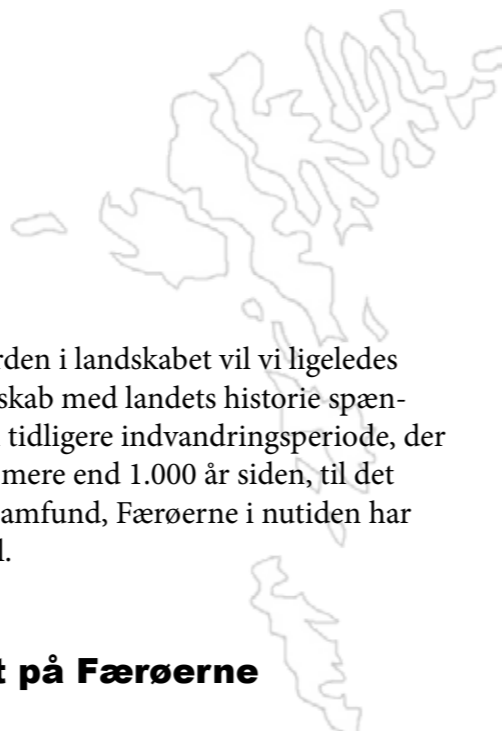 rden i landskabet vil vi ligeledes
skab med landets historie spæn-
tidligere indvandringsperiode, der
mere end 1.000 år siden, til det
amfund, Færøerne i nutiden har
l.
t på Færøerne